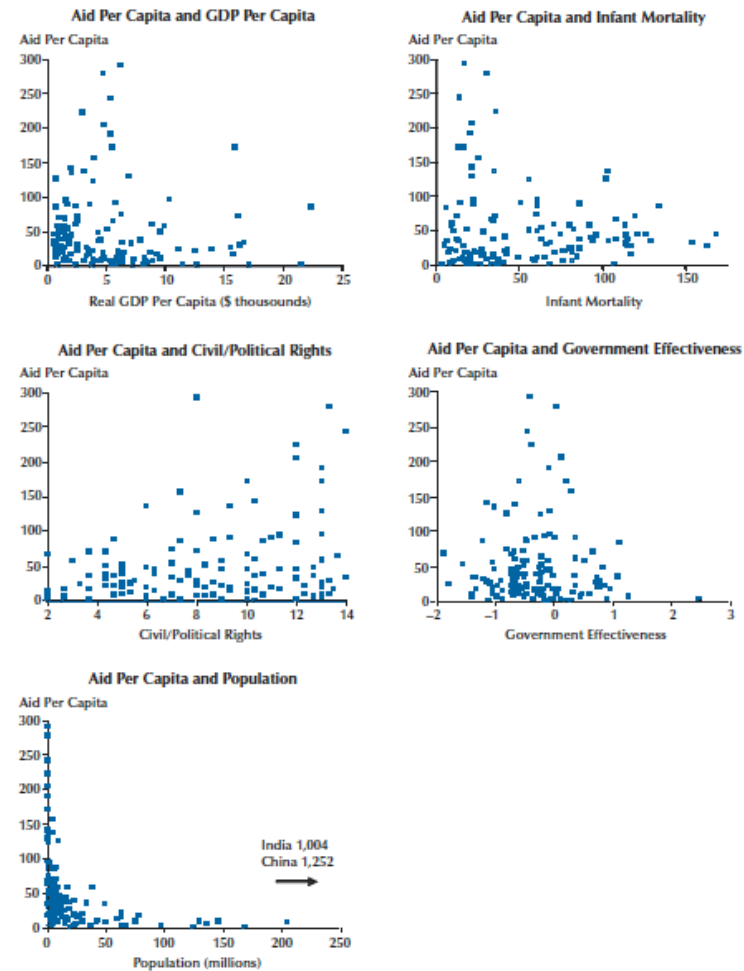 Aid Per Capita and GDP Per Capita
Aid Per Capita
300
250
200
150
100
50
0
0 5 10 15 20 25
Real GDP Per Capita ($ thousounds)
Aid Per Capita and Infant Mortality
Aid Per Capita
300
250
200
150
100
50
0
0 50 100 150
Infant Mortality
Aid Per Capita and Civil/Political Rights
Aid Per Capita
300
250
200
150
100
50
0
2 4 6 8 10 12 14
Civil/Political Rights
Aid Per Capita and Government Effectiveness
Aid Per Capita
300
250
200
150
100
50
0
–2 –1 0 1 2 3
Government Effectiveness
Aid Per Capita and Population
Aid Per Capita
300
250
200
150
100
50
0
India 1,004
China 1,252
0 50 100 150 200 250
Population (millions)